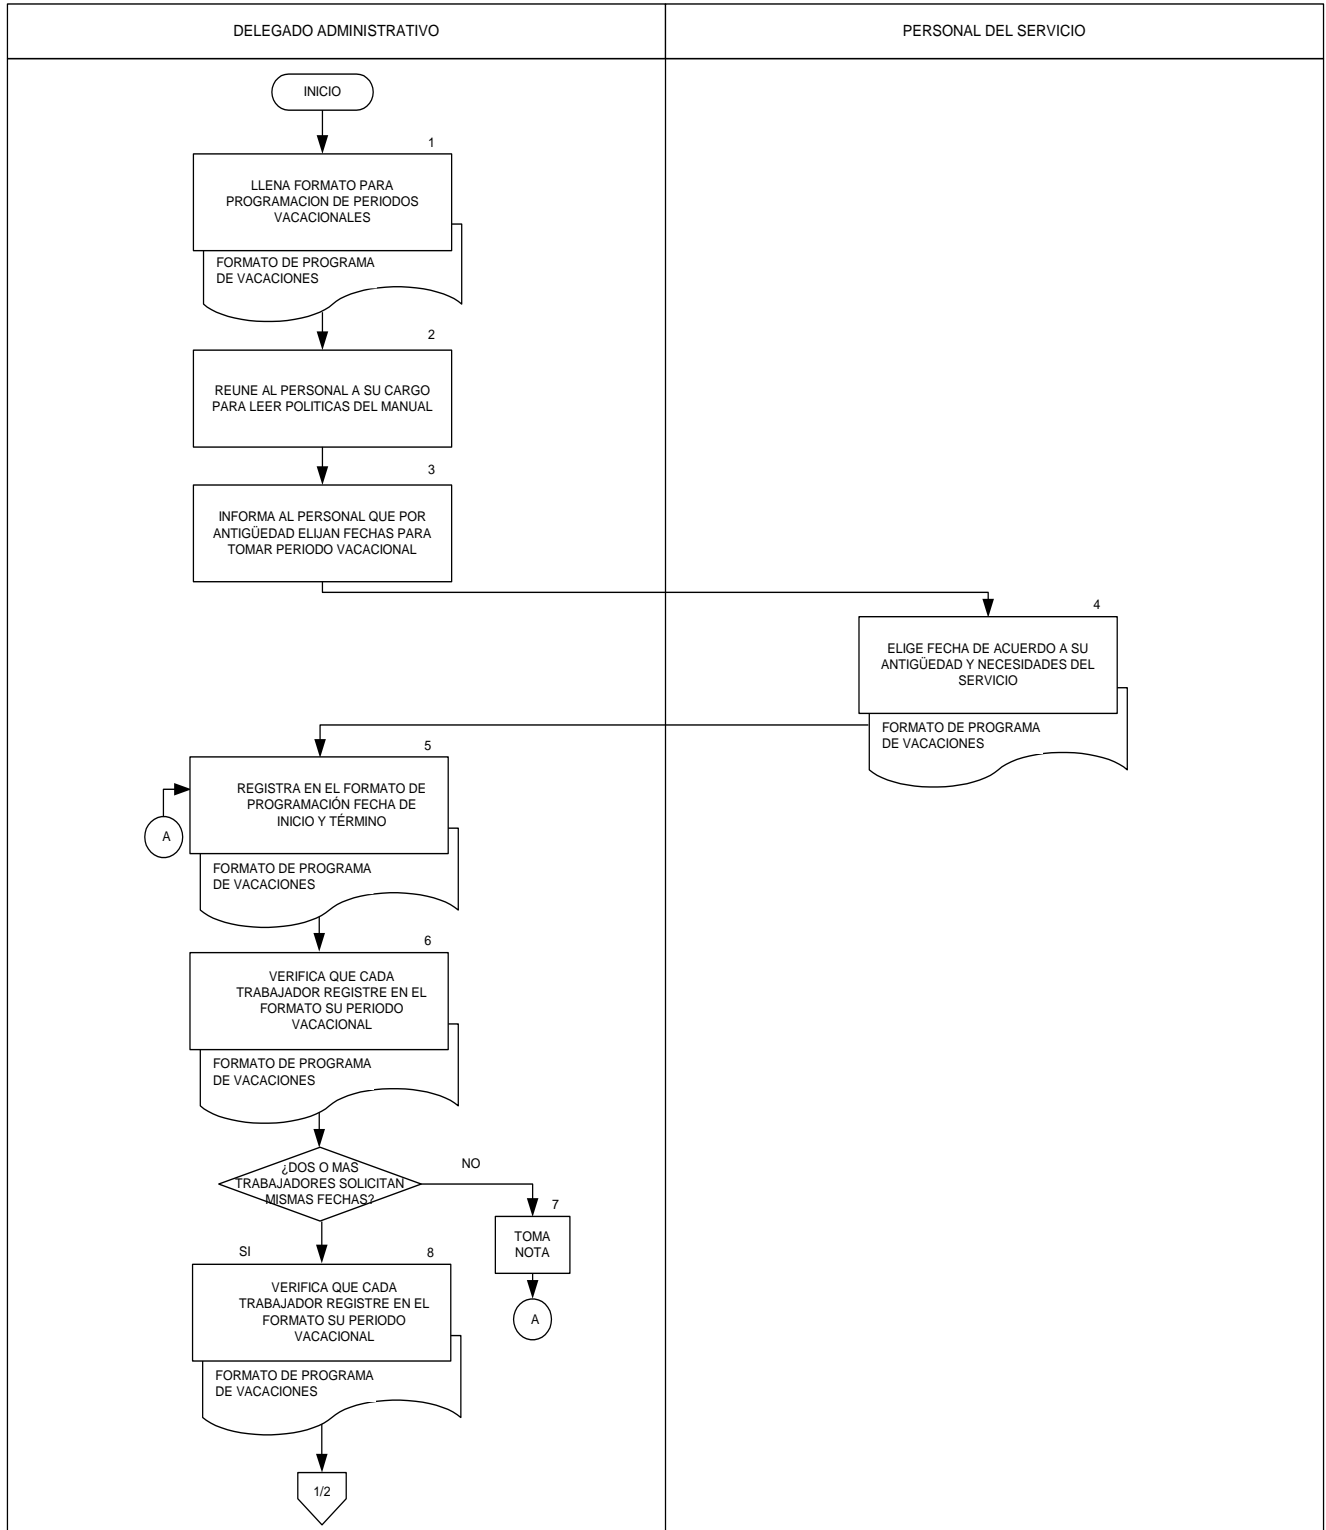 DELEGADO ADMINISTRATIVO
PERSONAL DEL SERVICIO
INICIO
1
LLENA FORMATO PARA
PROGRAMACION DE PERIODOS
VACACIONALES
FORMATO DE PROGRAMA
DE VACACIONES
2
REUNE AL PERSONAL A SU CARGO
PARA LEER POLITICAS DEL MANUAL
3
INFORMA AL PERSONAL QUE POR
ANTIGÜEDAD ELIJAN FECHAS PARA
TOMAR PERIODO VACACIONAL
4
ELIGE FECHA DE ACUERDO A SU
ANTIGÜEDAD Y NECESIDADES DEL
SERVICIO
FORMATO DE PROGRAMA
DE VACACIONES
5
REGISTRA EN EL FORMATO DE
PROGRAMACIÓN FECHA DE
INICIO Y TÉRMINO
A
FORMATO DE PROGRAMA
DE VACACIONES
6
VERIFICA QUE CADA
TRABAJADOR REGISTRE EN EL
FORMATO SU PERIODO
VACACIONAL
FORMATO DE PROGRAMA
DE VACACIONES
¿DOS O MAS
TRABAJADORES SOLICITAN
MISMAS FECHAS?
NO
7
TOMA
NOTA
A
SI
8
VERIFICA QUE CADA
TRABAJADOR REGISTRE EN EL
FORMATO SU PERIODO
VACACIONAL
FORMATO DE PROGRAMA
DE VACACIONES
1/2